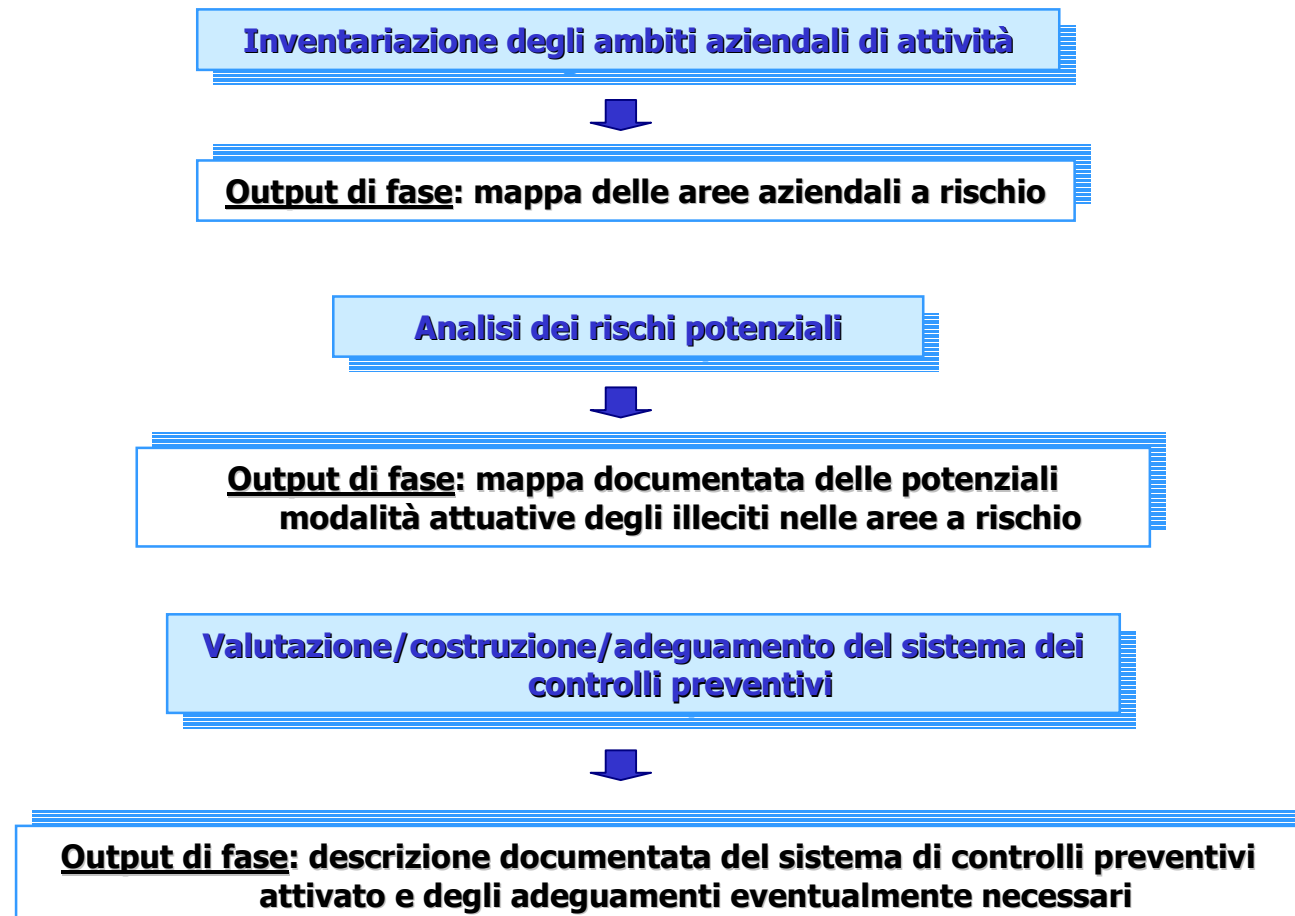 Inventariazione degli ambiti aziendali di attività
Output di fase: mappa delle aree aziendali a rischio
Analisi dei rischi potenziali
Output di fase: mappa documentata delle potenziali
modalità attuative degli illeciti nelle aree a rischio
Valutazione/costruzione/adeguamento del sistema dei
controlli preventivi
Output di fase: descrizione documentata del sistema di controlli preventivi
attivato e degli adeguamenti eventualmente necessari